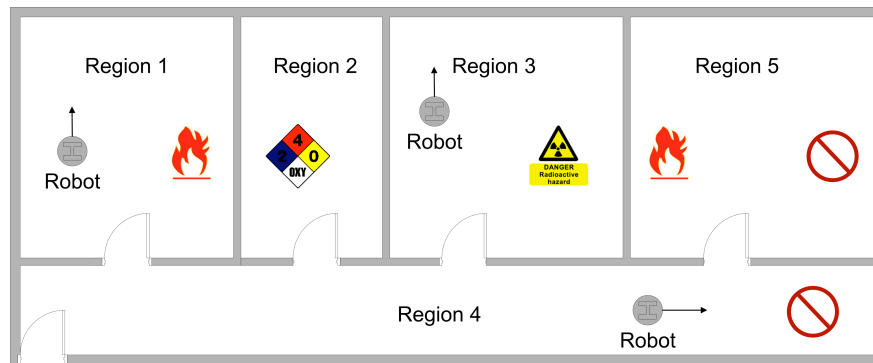 Region 1
Region 2
Region 3
Region 5
Robot
Robot
4
2
0
OXY
DANGER
Radioactive
hazard
Region 4
Robot